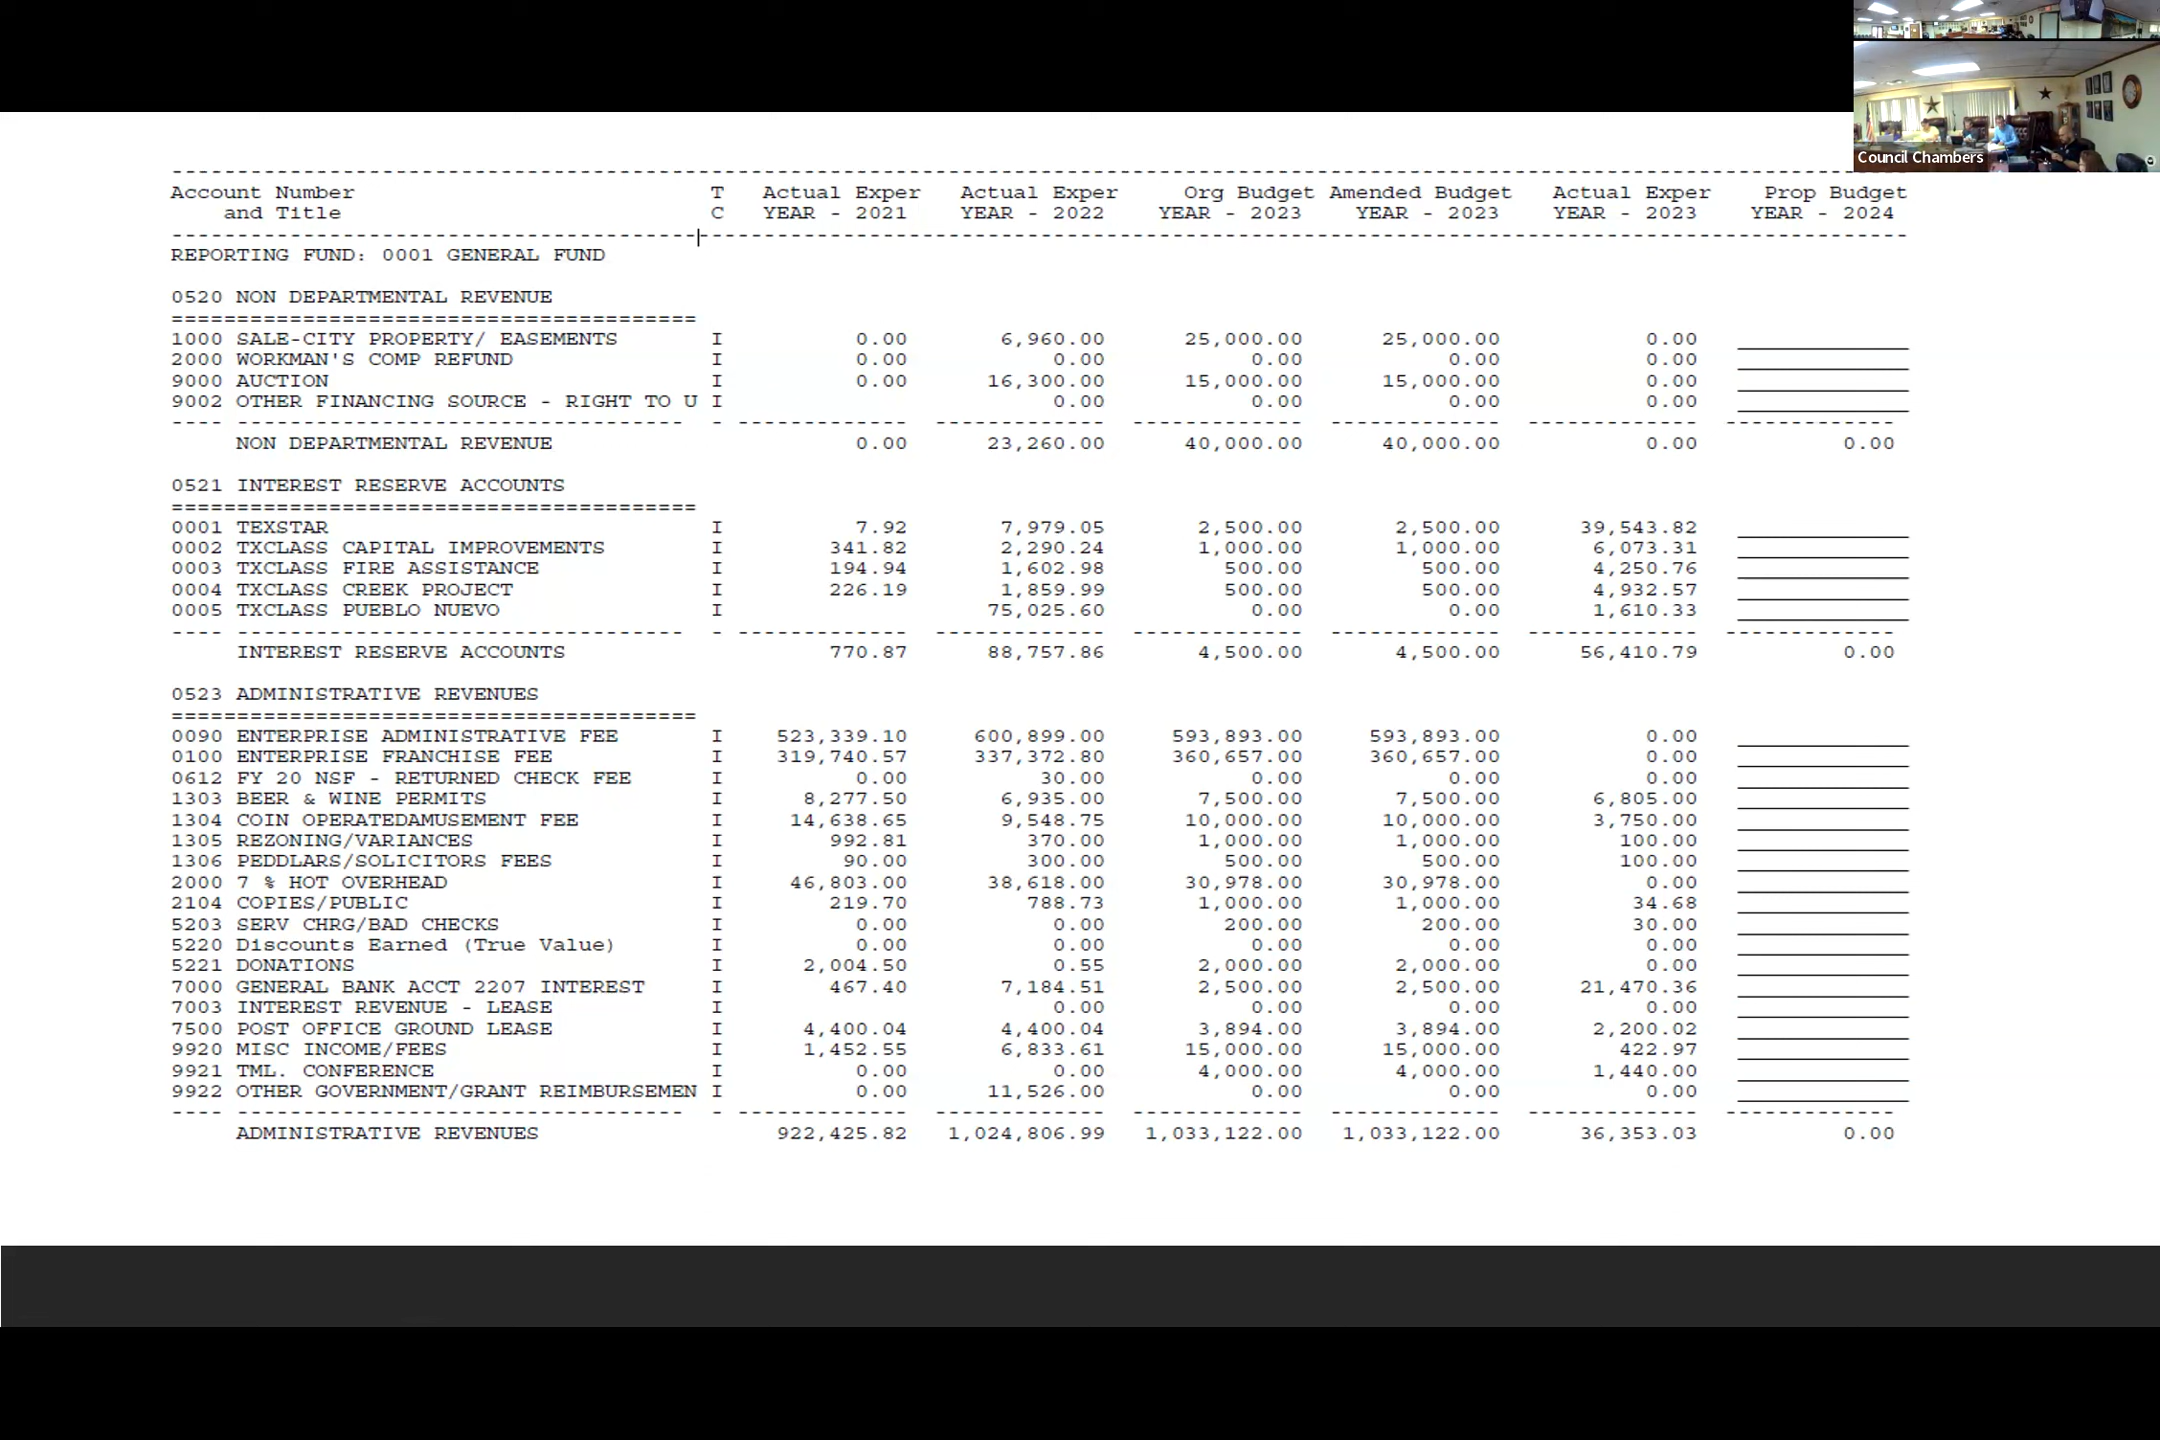 Council Chambers
Account Number T Actual Exper Actual Exper Org Budget Amended Budget Actual Exper Prop Budget
and Title C YEAR - 2021 YEAR - 2022 YEAR - 2023 YEAR - 2023 YEAR - 2023 YEAR - 2024
REPORTING FUND: 0001 GENERAL FUND
0520 NON DEPARTMENTAL REVENUE
1000 SALE-CITY PROPERTY/ EASEMENTS I 0.00 6,960.00 25,000.00 25,000.00 0.00
2000 WORKMAN'S COMP REFUND I 0.00 0.00 0.00 0.00 0.00
9000 AUCTION I 0.00 16,300.00 15,000.00 15,000.00 0.00
9002 OTHER FINANCING SOURCE - RIGHT TO U I 0.00 0.00 0.00 0.00
NON DEPARTMENTAL REVENUE 0.00 23,260.00 40,000.00 40,000.00 0.00 0.00
0521 INTEREST RESERVE ACCOUNTS
0001 TEXSTAR I 7.92 7,979.05 2,500.00 2,500.00 39,543.82
0002 TXCLASS CAPITAL IMPROVEMENTS I 341.82 2,290.24 1,000.00 1,000.00 6,073.31
0003 TXCLASS FIRE ASSISTANCE I 194.94 1,602.98 500.00 500.00 4,250.76
0004 TXCLASS CREEK PROJECT I 226.19 1,859.99 500.00 500.00 4,932.57
0005 TXCLASS PUEBLO NUEVO I 75,025.60 0.00 0.00 1,610.33
INTEREST RESERVE ACCOUNTS 770.87 88,757.86 4,500.00 4,500.00 56,410.79 0.00
0523 ADMINISTRATIVE REVENUES
0090 ENTERPRISE ADMINISTRATIVE FEE I 523,339.10 600,899.00 593,893.00 593,893.00 0.00
0100 ENTERPRISE FRANCHISE FEE I 319,740.57 337,372.80 360,657.00 360,657.00 0.00
0612 FY 20 NSF - RETURNED CHECK FEE I 0.00 30.00 0.00 0.00 0.00
1303 BEER & WINE PERMITS I 8,277.50 6,935.00 7,500.00 7,500.00 6,805.00
1304 COIN OPERATEDAMUSEMENT FEE I 14,638.65 9,548.75 10,000.00 10,000.00 3,750.00
1305 REZONING/VARIANCES I 992.81 370.00 1,000.00 1,000.00 100.00
1306 PEDDLARS/SOLICITORS FEES I 90.00 300.00 500.00 500.00 100.00
2000 7 % HOT OVERHEAD I 46,803.00 38,618.00 30,978.00 30,978.00 0.00
2104 COPIES/PUBLIC I 219.70 788.73 1,000.00 1,000.00 34.68
5203 SERV CHRG/BAD CHECKS I 0.00 0.00 200.00 200.00 30.00
5220 Discounts Earned (True Value) I 0.00 0.00 0.00 0.00 0.00
5221 DONATIONS I 2,004.50 0.55 2,000.00 2,000.00 0.00
7000 GENERAL BANK ACCT 2207 INTEREST I 467.40 7,184.51 2,500.00 2,500.00 21,470.36
7003 INTEREST REVENUE - LEASE I 0.00 0.00 0.00 0.00
7500 POST OFFICE GROUND LEASE I 4,400.04 4,400.04 3,894.00 3,894.00 2,200.02
9920 MISC INCOME/FEES I 1,452.55 6,833.61 15,000.00 15,000.00 422.97
9921 TML. CONFERENCE I 0.00 0.00 4,000.00 4,000.00 1,440.00
9922 OTHER GOVERNMENT/GRANT REIMBURSEMEN I 0.00 11,526.00 0.00 0.00 0.00
ADMINISTRATIVE REVENUES 922,425.82 1,024,806.99 1,033,122.00 1,033,122.00 36,353.03 0.00